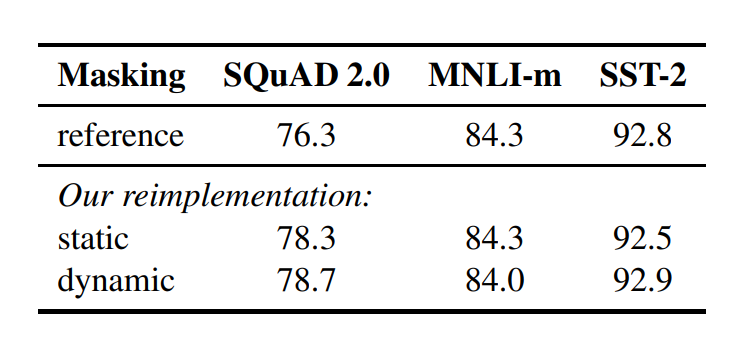 Masking SQuAD 2.0 MNLI-m SST-2
reference 76.3 84.3 92.8
Our reimplementation:
static 78.3 84.3 92.5
dynamic 78.7 84.0 92.9